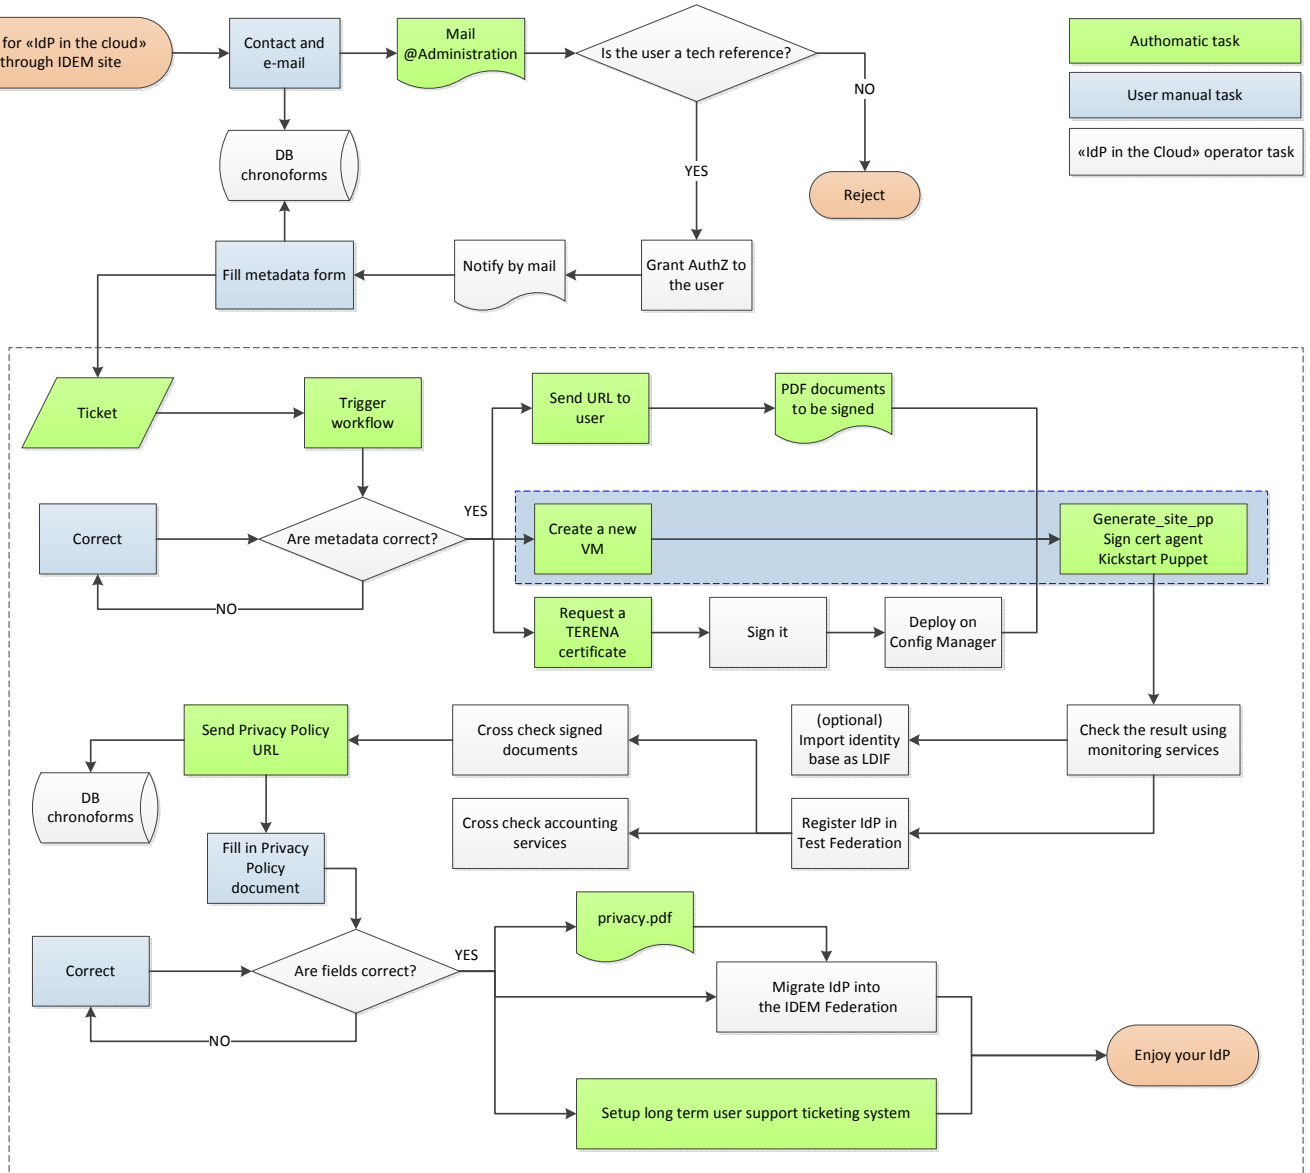 for «IdP in the cloud»
through IDEM site
Contact and
e-mail
Mail
@Administration
Is the user a tech reference?
NO
YES
Reject
Authomatic task
User manual task
«IdP in the Cloud» operator task
DB
chronoforms
Fill metadata form
Notify by mail
Grant AuthZ to
the user
Ticket
Trigger
workflow
Send URL to
user
PDF documents
to be signed
YES
Correct
Are metadata correct?
NO
Create a new
VM
Generate_site_pp
Sign cert agent
Kickstart Puppet
Request a
TERENA
certificate
Sign it
Deploy on
Config Manager
Send Privacy Policy
URL
Cross check signed
documents
(optional)
Import identity
base as LDIF
Check the result using
monitoring services
DB
chronoforms
Fill in Privacy
Policy
document
Cross check accounting
services
Register IdP in
Test Federation
Correct
Are fields correct?
YES
NO
privacy.pdf
Migrate IdP into
the IDEM Federation
Enjoy your IdP
Setup long term user support ticketing system